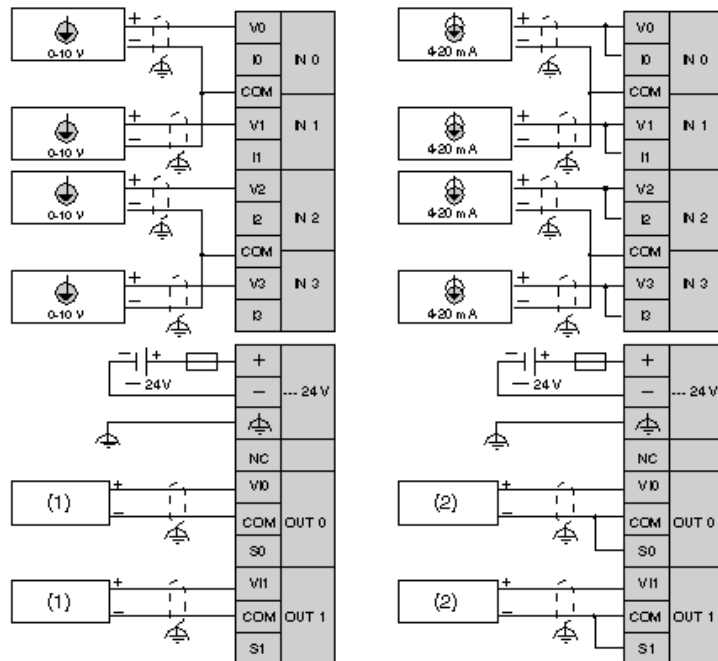 + V0
0-10 V − I0 IN 0
COM
+ V1 IN 1
0-10 V − I1
+ V2
0-10 V − I2 IN 2
COM
+ V3 IN 3
0-10 V − I3
− + +
− 24V − --- 24V
NC
(1) + VI0
− COM OUT 0
S0
(1) + VI1
− COM OUT 1
S1
+ V0
4-20 mA − I0 IN 0
COM
+ V1 IN 1
4-20 mA − I1
+ V2
4-20 mA − I2 IN 2
COM
+ V3 IN 3
4-20 mA − I3
− + +
− 24V − --- 24V
NC
(2) + VI0
− COM OUT 0
S0
(2) + VI1
− COM OUT 1
S1